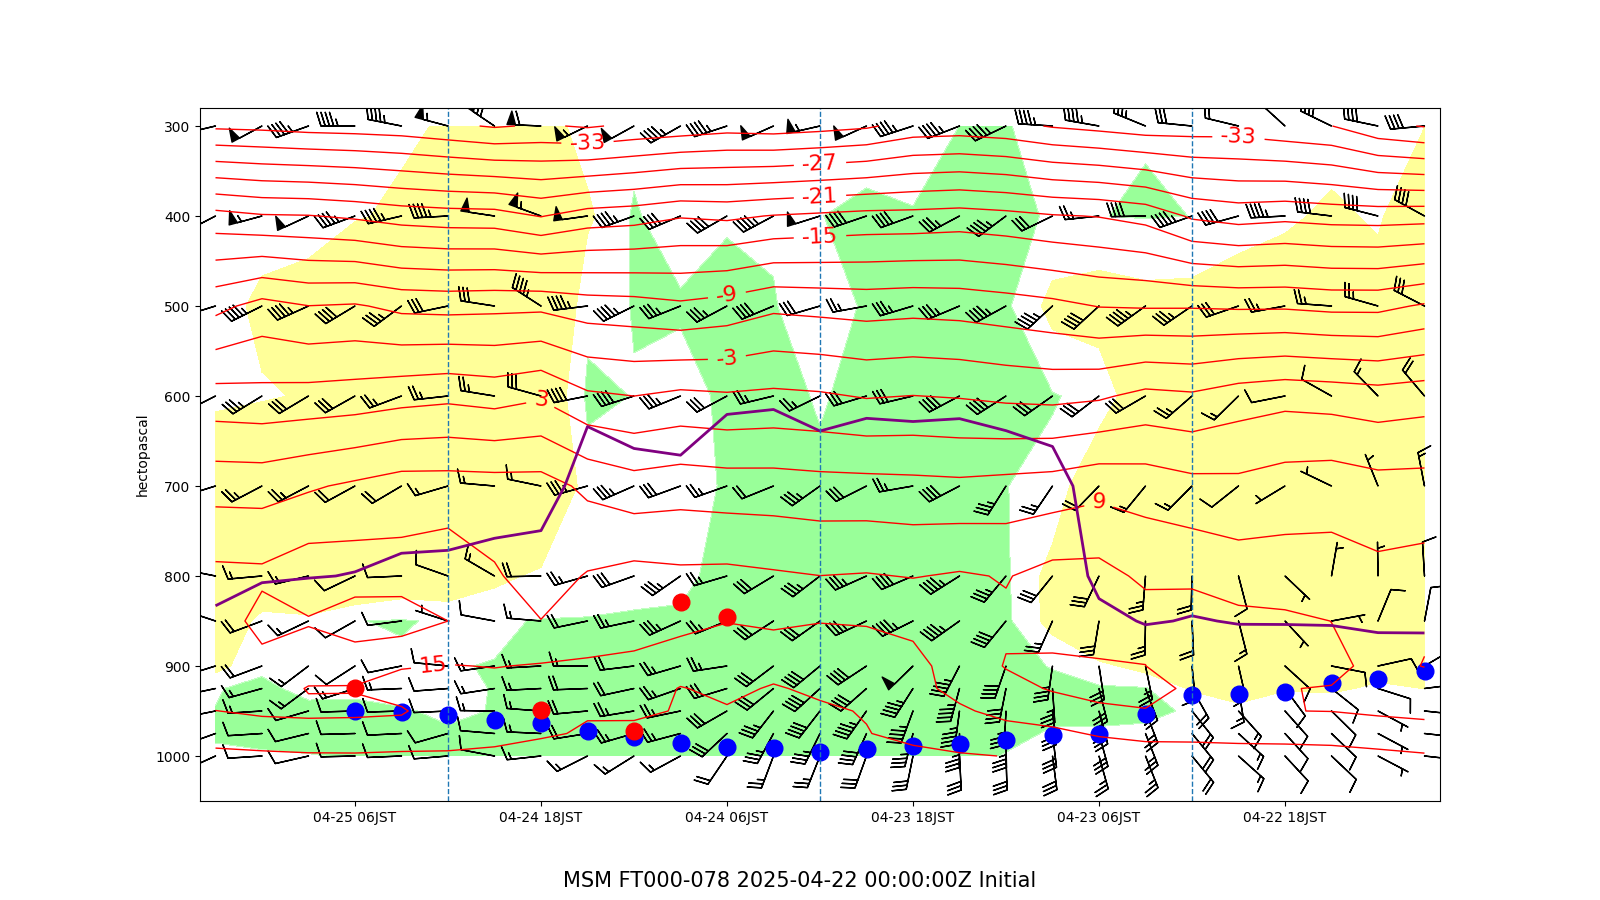 300
400
500
600
700
800
900
1000
hectopascal
-33
-33
-27
-21
-15
-9
-3
3
9
15
04-25 06JST
04-24 18JST
04-24 06JST
04-23 18JST
04-23 06JST
04-22 18JST
MSM FT000-078 2025-04-22 00:00:00Z Initial